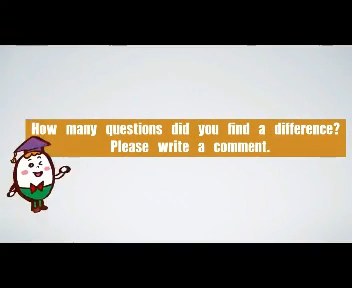 How many questions did you find a difference?
Please write a comment.